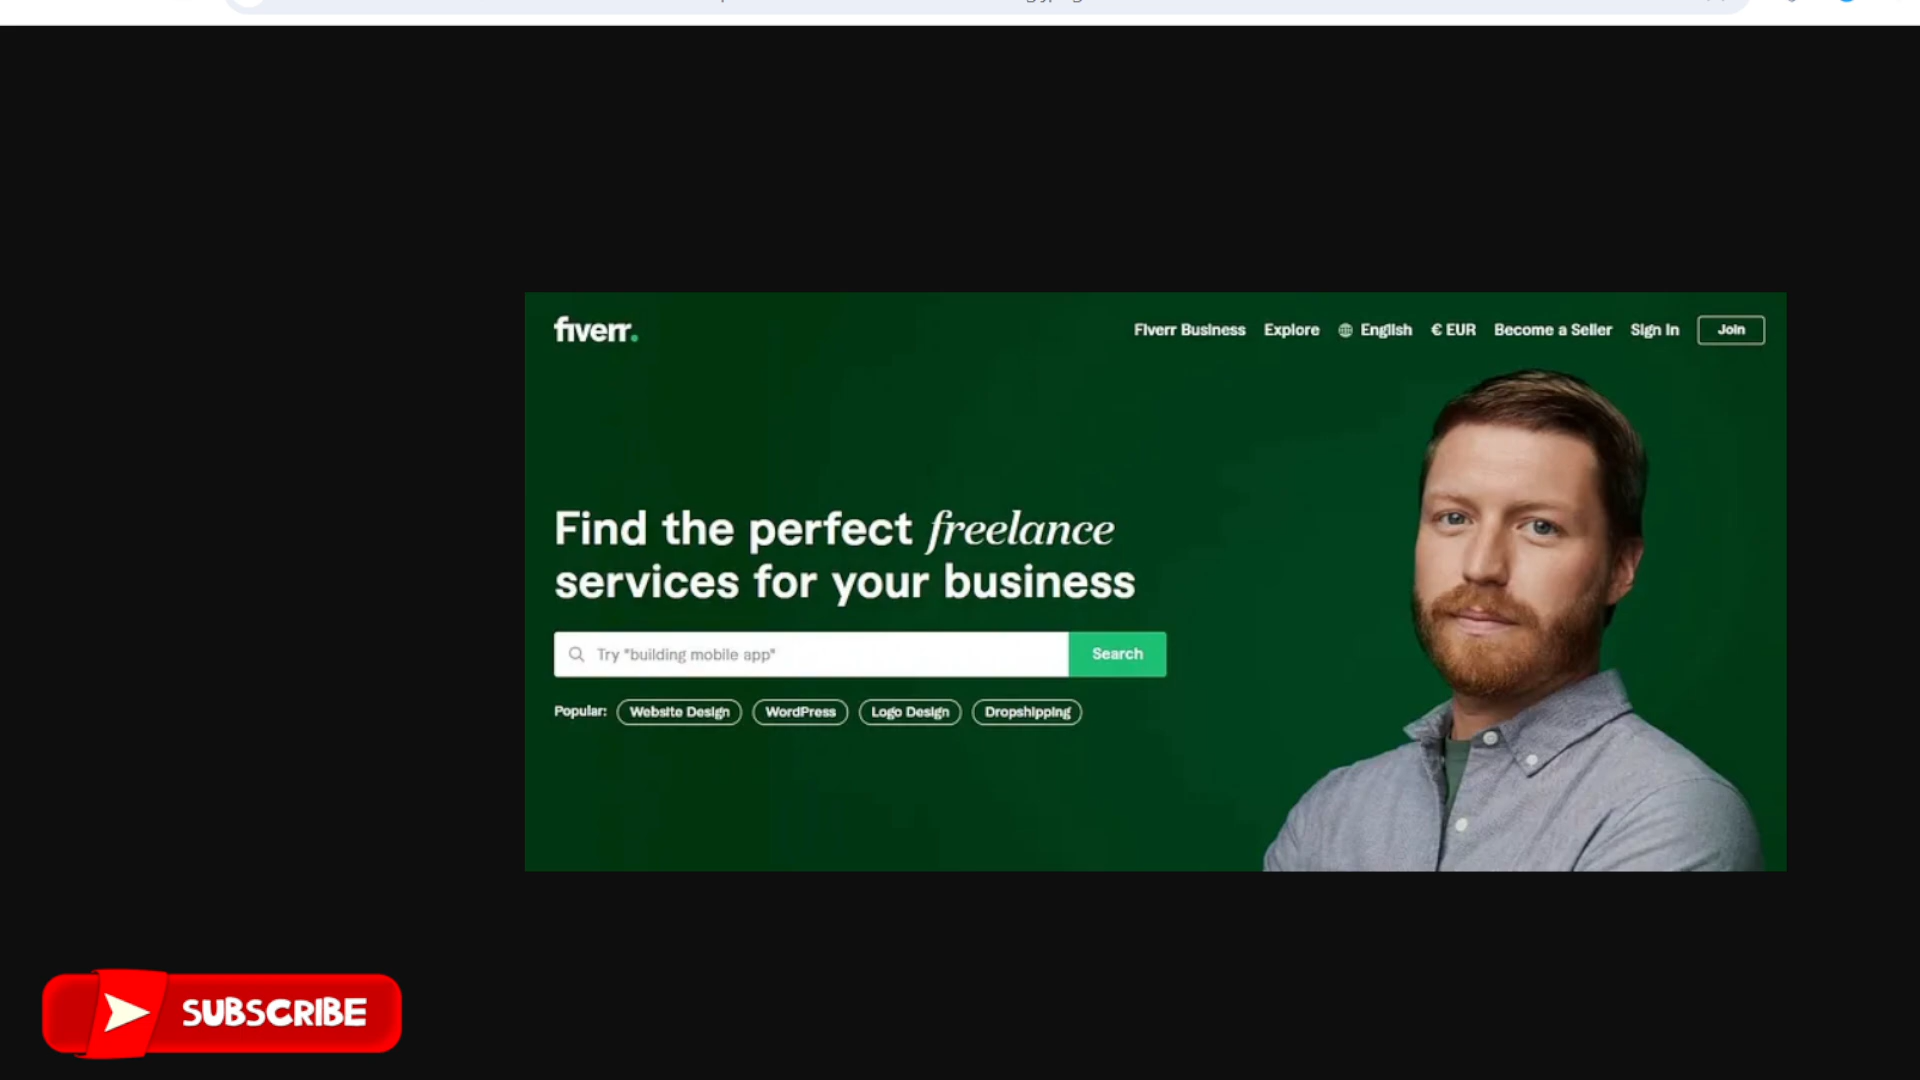 fiverr.
Fiverr Business Explore English € EUR Become a Seller Sign In Join
Find the perfect freelance
services for your business
Try "building mobile app"
Search
Popular: Website Design WordPress Logo Design Dropshipping
SUBSCRIBE